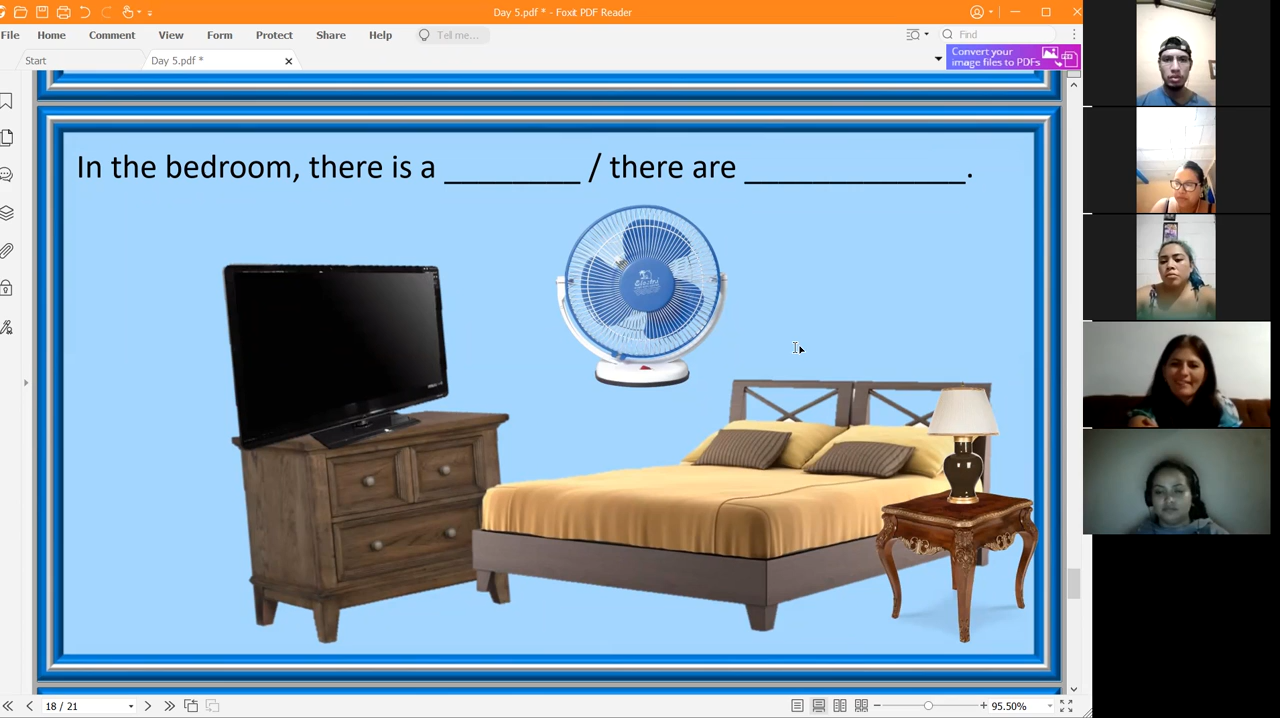 Day 5.pdf * - Foxit PDF Reader
File Home Comment View Form Protect Share Help Tell me... Find
Start Day 5.pdf *
Convert your
image files to PDFs
In the bedroom, there is a ________ / there are _____________.
18 / 21
95.50%